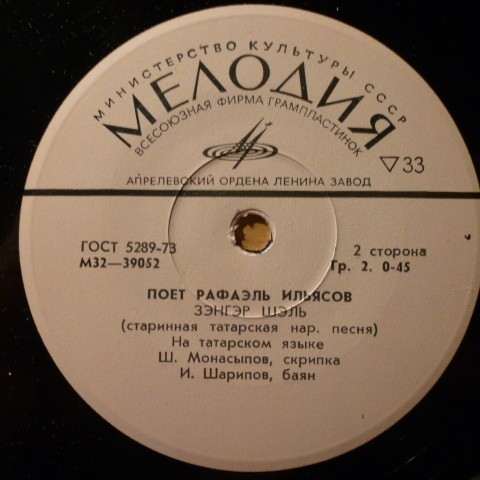 МИНИСТЕРСТВО КУЛЬТУРЫ СССР
МЕЛОДИЯ
ВСЕСОЮЗНАЯ ФИРМА ГРАМПЛАСТИНОК
▽33
АПРЕЛЕВСКИЙ ОРДЕНА ЛЕНИНА ЗАВОД
ГОСТ 5289-73
М32—39052
2 сторона
Гр. 2. 0-45
ПОЕТ РАФАЭЛЬ ИЛЬЯСОВ
ЗЭНГЭР ШЭЛЬ
(старинная татарская нар. песня)
На татарском языке
Ш. Монасыпов, скрипка
И. Шарипов, баян